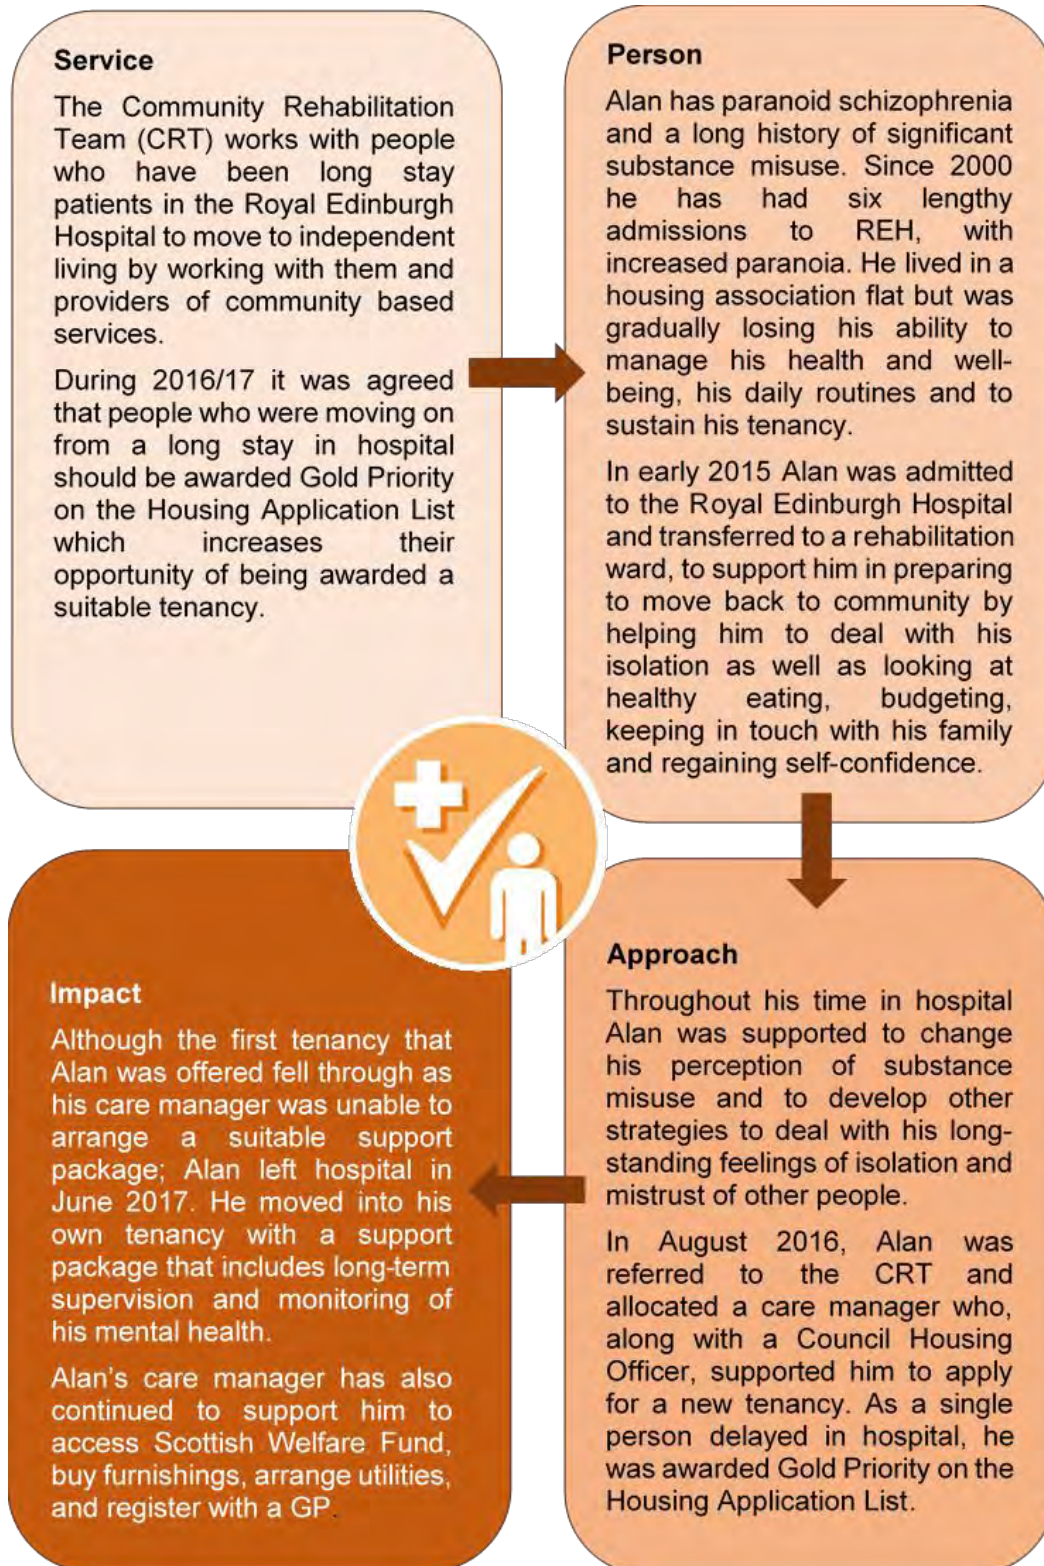 Service
The Community Rehabilitation
Team (CRT) works with people
who have been long stay
patients in the Royal Edinburgh
Hospital to move to independent
living by working with them and
providers of community based
services.
During 2016/17 it was agreed
that people who were moving on
from a long stay in hospital
should be awarded Gold Priority
on the Housing Application List
which increases their
opportunity of being awarded a
suitable tenancy.
Person
Alan has paranoid schizophrenia
and a long history of significant
substance misuse. Since 2000
he has had six lengthy
admissions to REH, with
increased paranoia. He lived in a
housing association flat but was
gradually losing his ability to
manage his health and well-
being, his daily routines and to
sustain his tenancy.
In early 2015 Alan was admitted
to the Royal Edinburgh Hospital
and transferred to a rehabilitation
ward, to support him in preparing
to move back to community by
helping him to deal with his
isolation as well as looking at
healthy eating, budgeting,
keeping in touch with his family
and regaining self-confidence.
Approach
Throughout his time in hospital
Alan was supported to change
his perception of substance
misuse and to develop other
strategies to deal with his long-
standing feelings of isolation and
mistrust of other people.
In August 2016, Alan was
referred to the CRT and
allocated a care manager who,
along with a Council Housing
Officer, supported him to apply
for a new tenancy. As a single
person delayed in hospital, he
was awarded Gold Priority on the
Housing Application List.
Impact
Although the first tenancy that
Alan was offered fell through as
his care manager was unable to
arrange a suitable support
package; Alan left hospital in
June 2017. He moved into his
own tenancy with a support
package that includes long-term
supervision and monitoring of
his mental health.
Alan's care manager has also
continued to support him to
access Scottish Welfare Fund,
buy furnishings, arrange utilities,
and register with a GP.